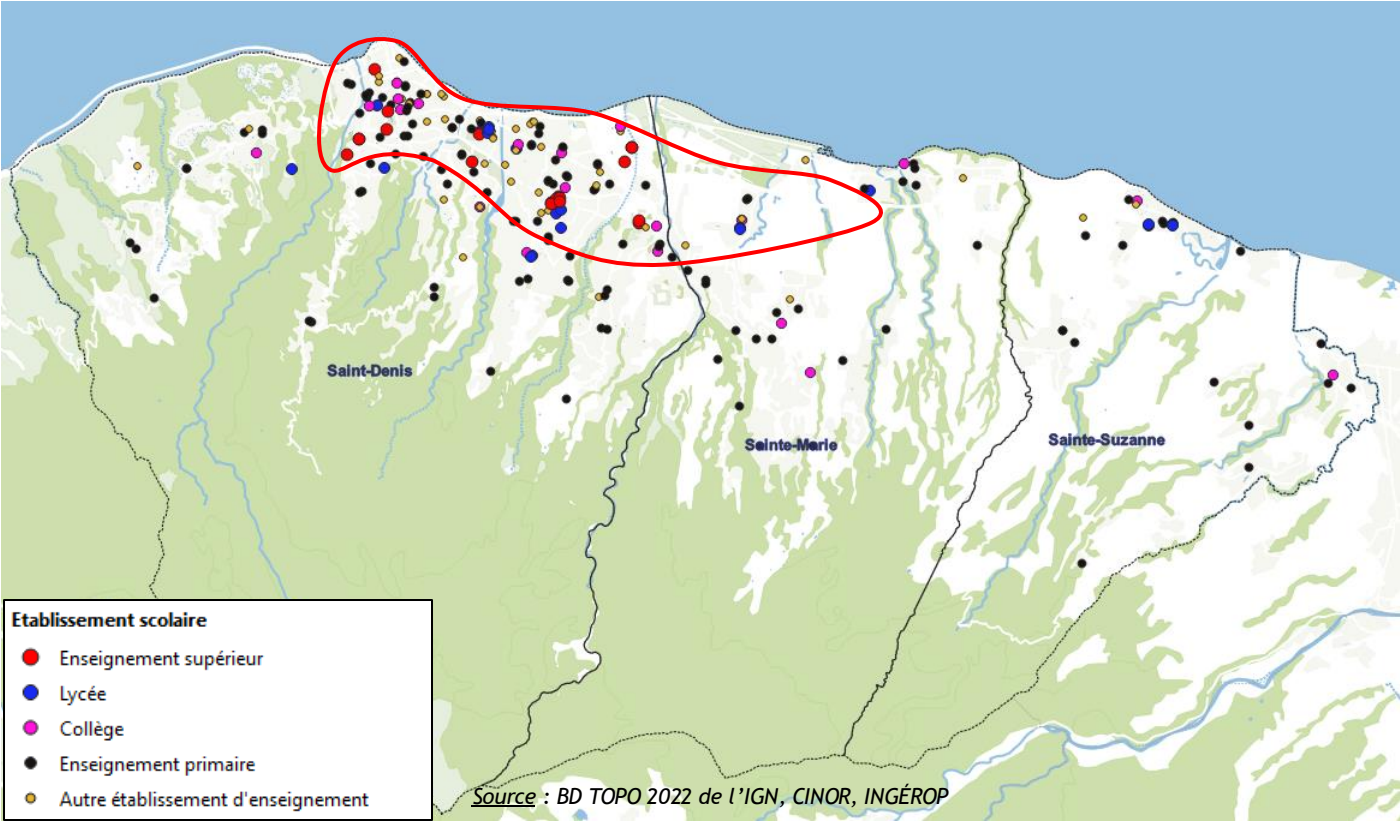 Saint-Denis
Sainte-Marie
Sainte-Suzanne
Etablissement scolaire
Enseignement supérieur
Lycée
Collège
Enseignement primaire
Autre établissement d'enseignement
Source : BD TOPO 2022 de l’IGN, CINOR, INGÉROP